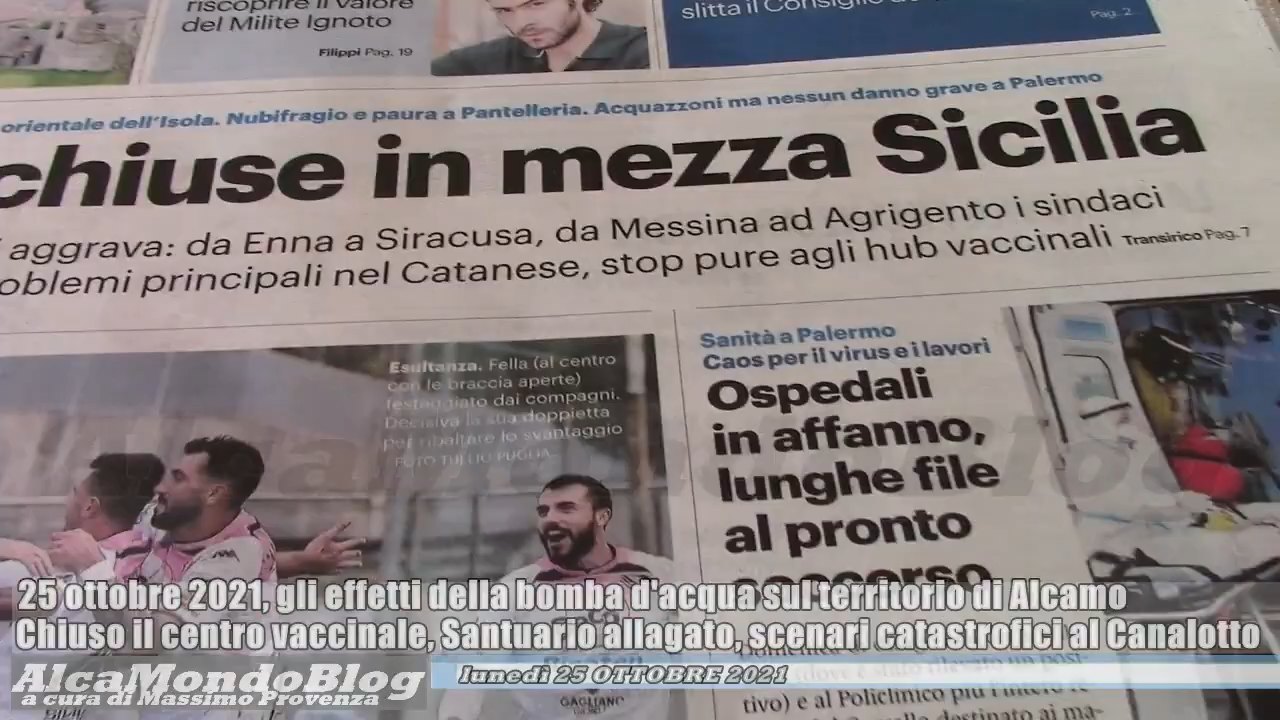 riscoprire il valore
del Milite Ignoto
Filippi Pag. 19
slitta il Consiglio
Pag. 2
orientale dell'Isola. Nubifragio e paura a Pantelleria. Acquazzoni ma nessun danno grave a Palermo
chiuse in mezza Sicilia
aggrava: da Enna a Siracusa, da Messina ad Agrigento i sindaci
oblemi principali nel Catanese, stop pure agli hub vaccinali Transirico Pag. 7
Esultanza. Fella (al centro
con le braccia aperte)
festeggiato dai compagni.
Decisiva la sua doppietta
per ribaltare lo svantaggio
FOTO TULLIO PUGLIA
Sanità a Palermo
Caos per il virus e i lavori
Ospedali
in affanno,
lunghe file
al pronto
soccorso
25 ottobre 2021, gli effetti della bomba d'acqua sul territorio di Alcamo
Chiuso il centro vaccinale, Santuario allagato, scenari catastrofici al Canalotto
AlcaMondoBlog
a cura di Massimo Provenza
lunedì 25 OTTOBRE 2021
GAGLIANO
tivo) e al Policlinico più
destinato ai ma-